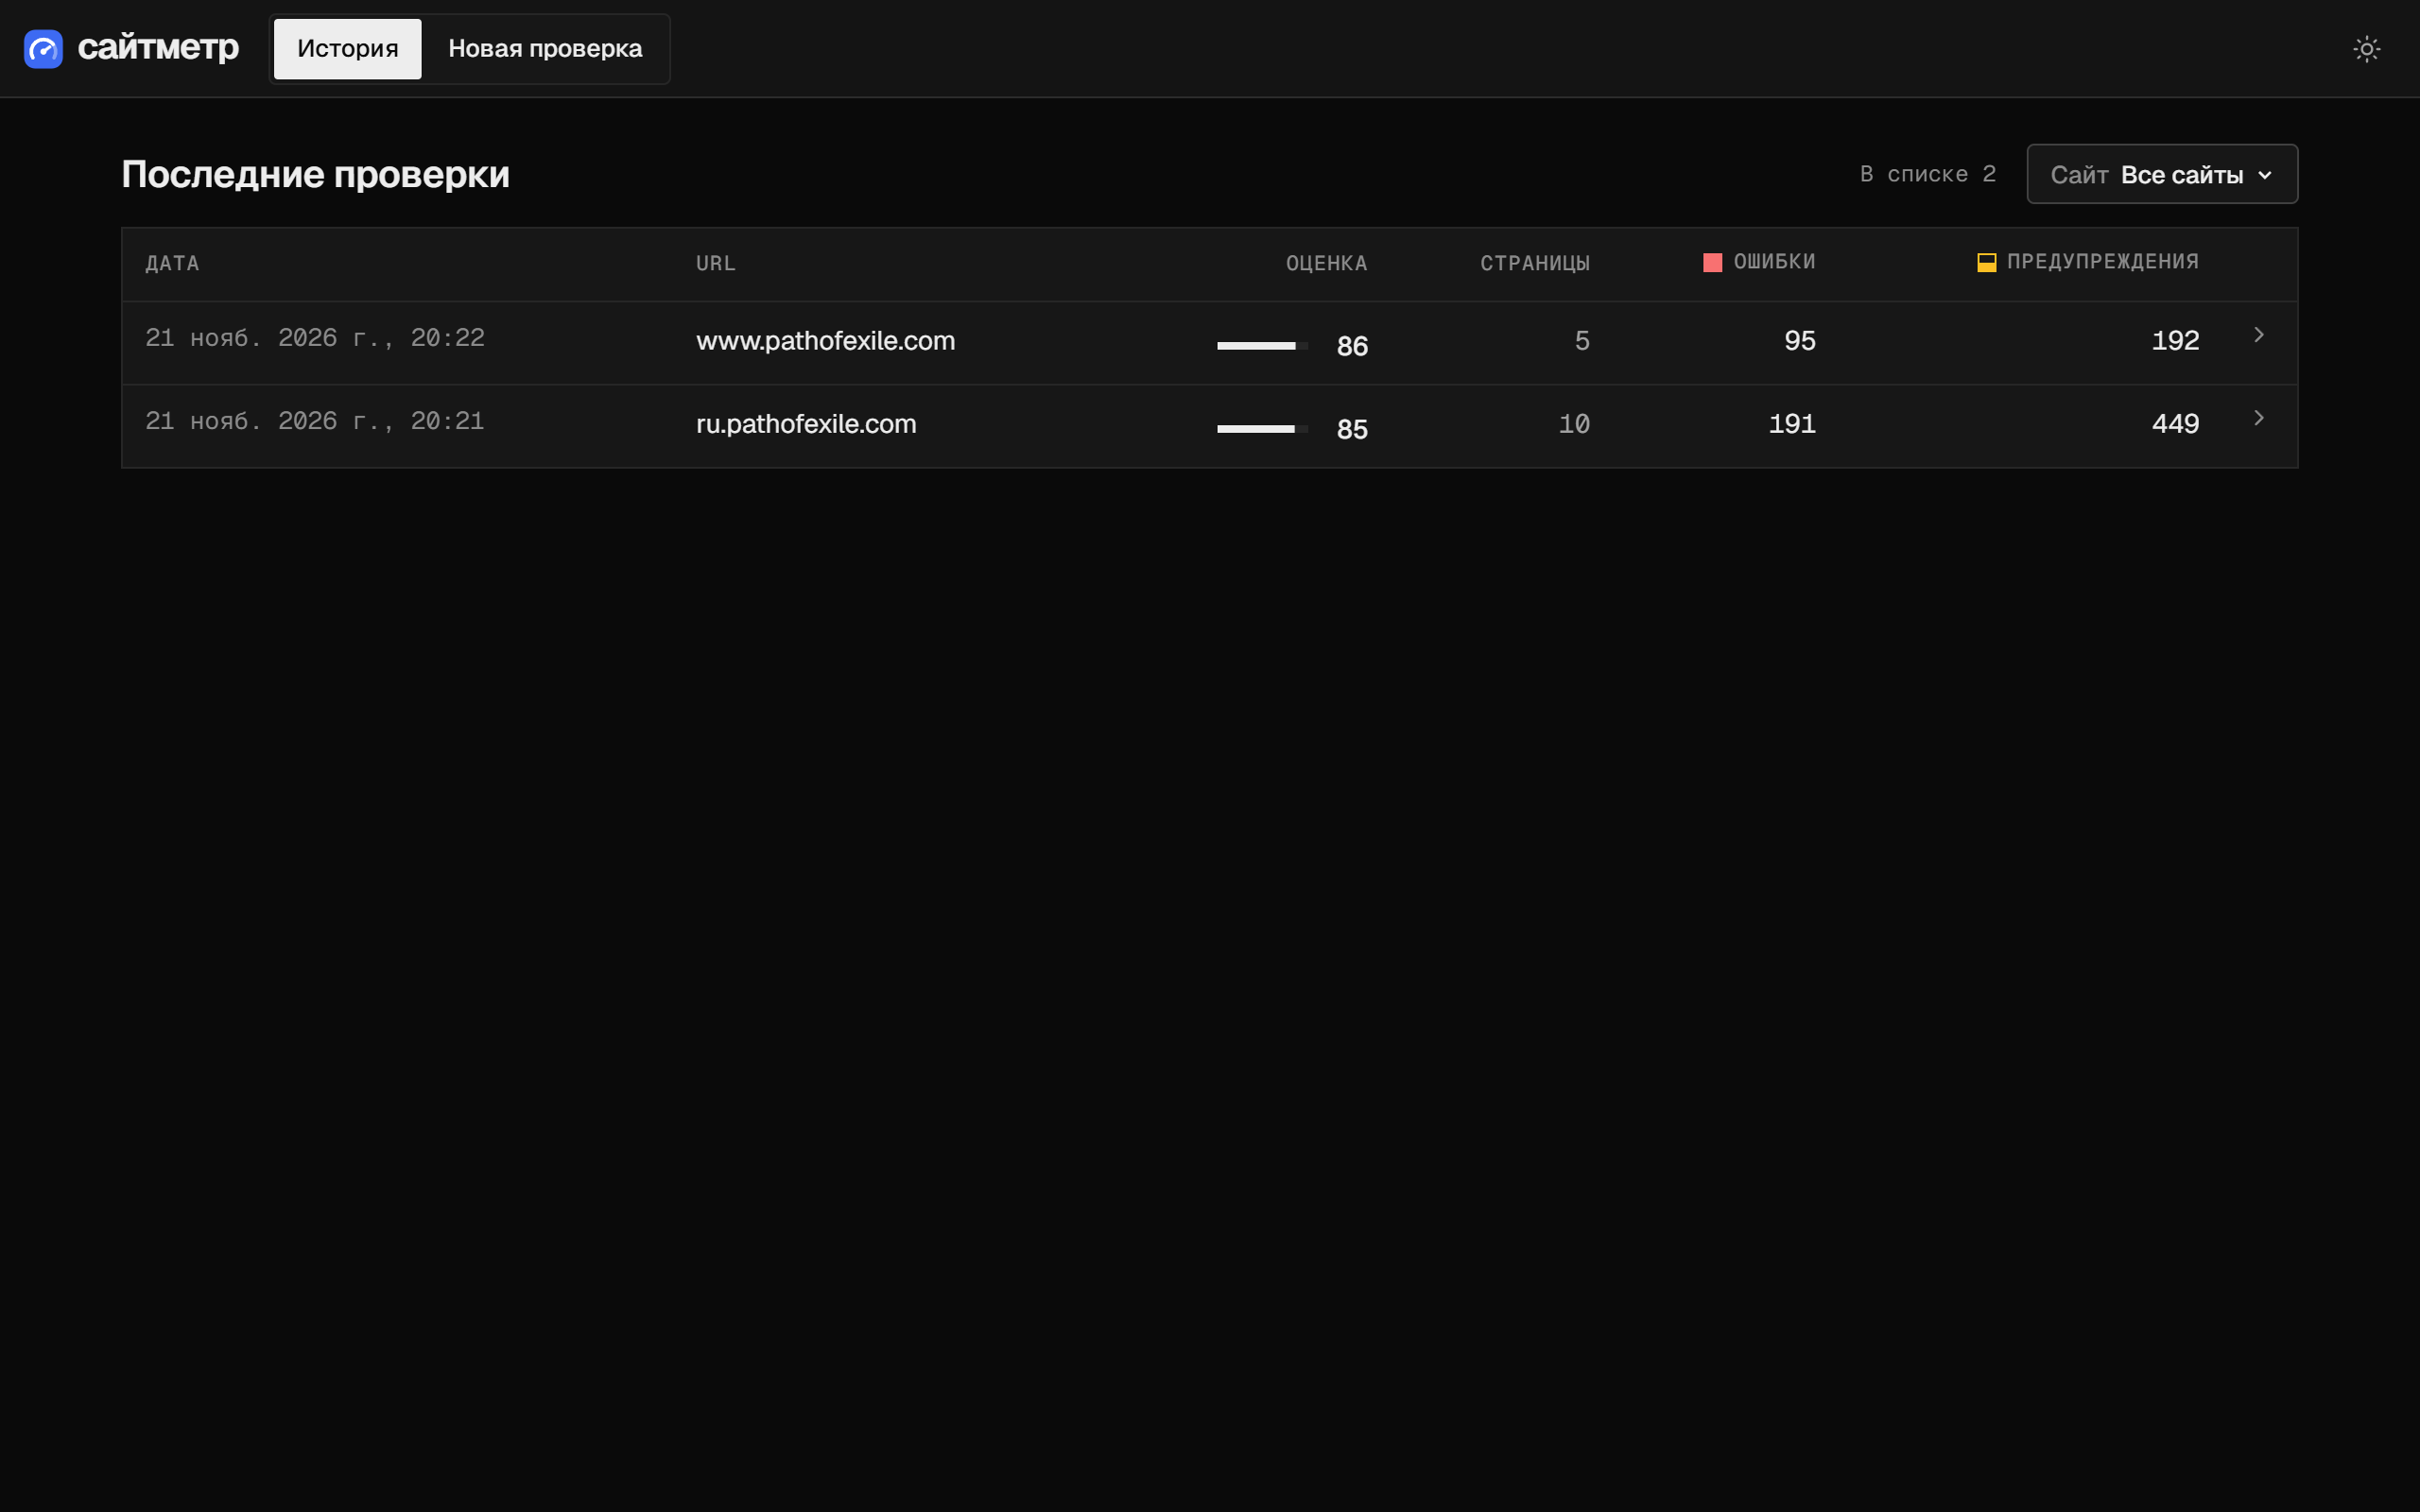 сайтметр История Новая проверка
Последние проверки В списке 2 Сайт Все сайты
ДАТА URL ОЦЕНКА СТРАНИЦЫ ОШИБКИ ПРЕДУПРЕЖДЕНИЯ
21 нояб. 2026 г., 20:22 www.pathofexile.com 86 5 95 192
21 нояб. 2026 г., 20:21 ru.pathofexile.com 85 10 191 449